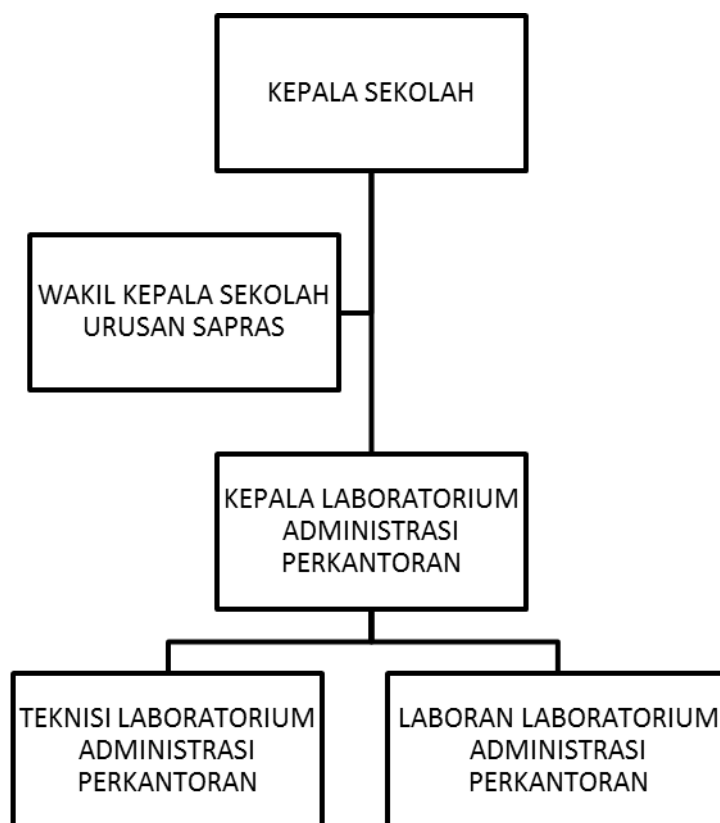 KEPALA SEKOLAH
WAKIL KEPALA SEKOLAH
URUSAN SAPRAS
KEPALA LABORATORIUM
ADMINISTRASI
PERKANTORAN
TEKNISI LABORATORIUM
ADMINISTRASI
PERKANTORAN
LABORAN LABORATORIUM
ADMINISTRASI
PERKANTORAN